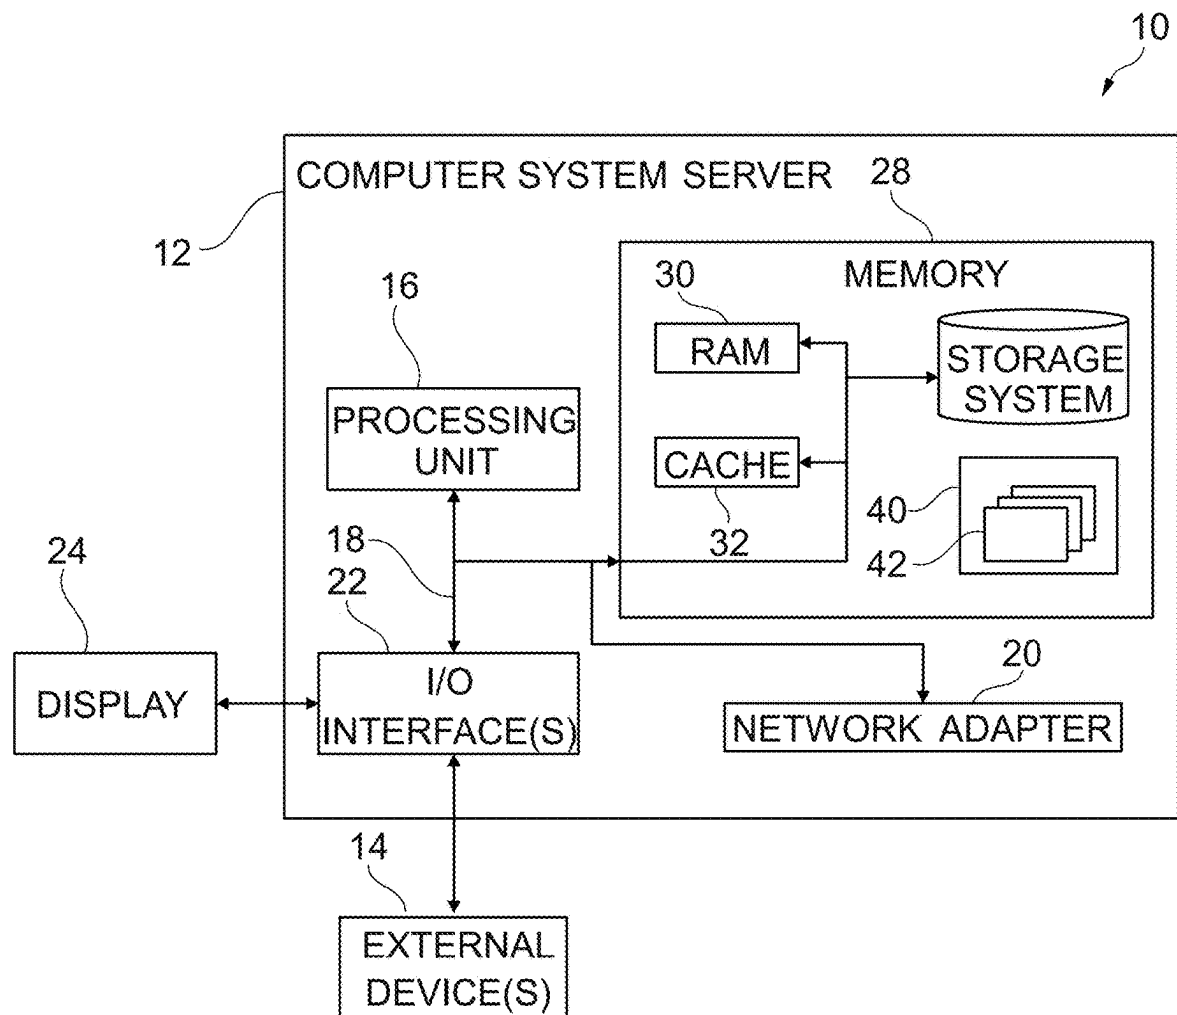 10
COMPUTER SYSTEM SERVER
28
12
MEMORY
16
30
RAM
STORAGE
SYSTEM
PROCESSING
UNIT
CACHE
40
32
42
24
18
22
DISPLAY
I/O
INTERFACE(S)
20
NETWORK ADAPTER
14
EXTERNAL
DEVICE(S)